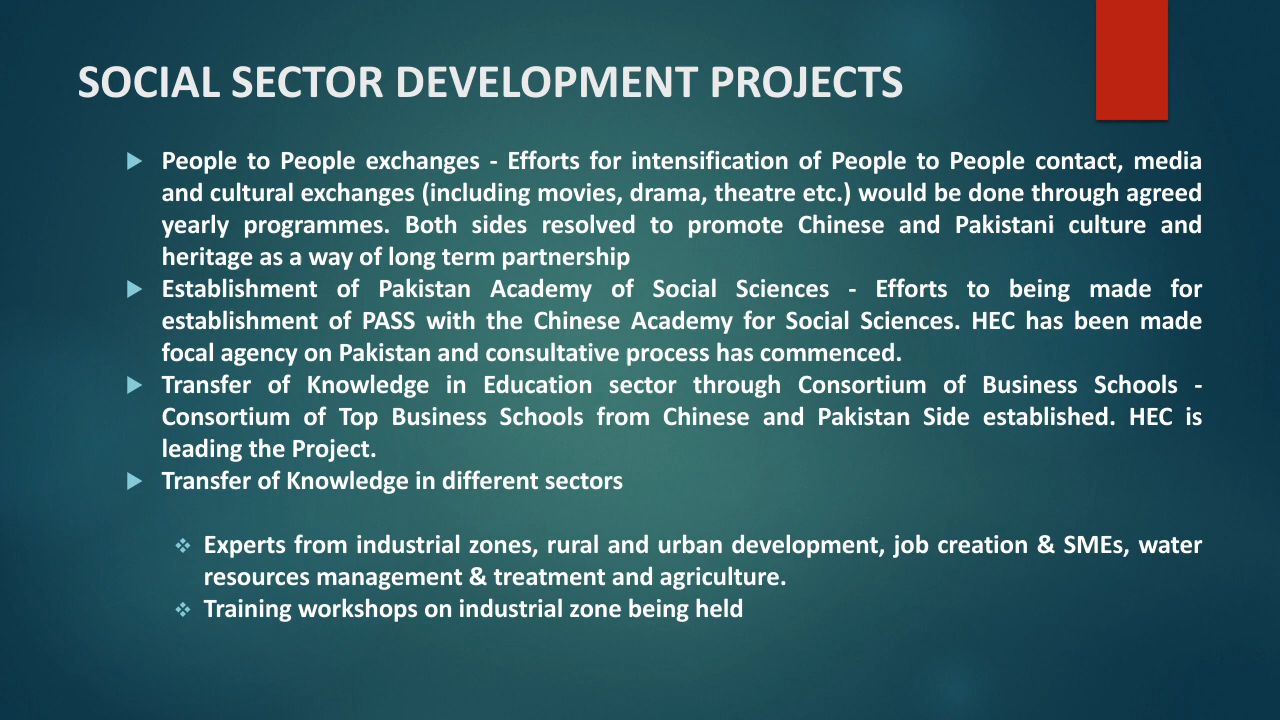 SOCIAL SECTOR DEVELOPMENT PROJECTS
People to People exchanges - Efforts for intensification of People to People contact, media
and cultural exchanges (including movies, drama, theatre etc.) would be done through agreed
yearly programmes. Both sides resolved to promote Chinese and Pakistani culture and
heritage as a way of long term partnership
Establishment of Pakistan Academy of Social Sciences - Efforts to being made for
establishment of PASS with the Chinese Academy for Social Sciences. HEC has been made
focal agency on Pakistan and consultative process has commenced.
Transfer of Knowledge in Education sector through Consortium of Business Schools -
Consortium of Top Business Schools from Chinese and Pakistan Side established. HEC is
leading the Project.
Transfer of Knowledge in different sectors
Experts from industrial zones, rural and urban development, job creation & SMEs, water
resources management & treatment and agriculture.
Training workshops on industrial zone being held